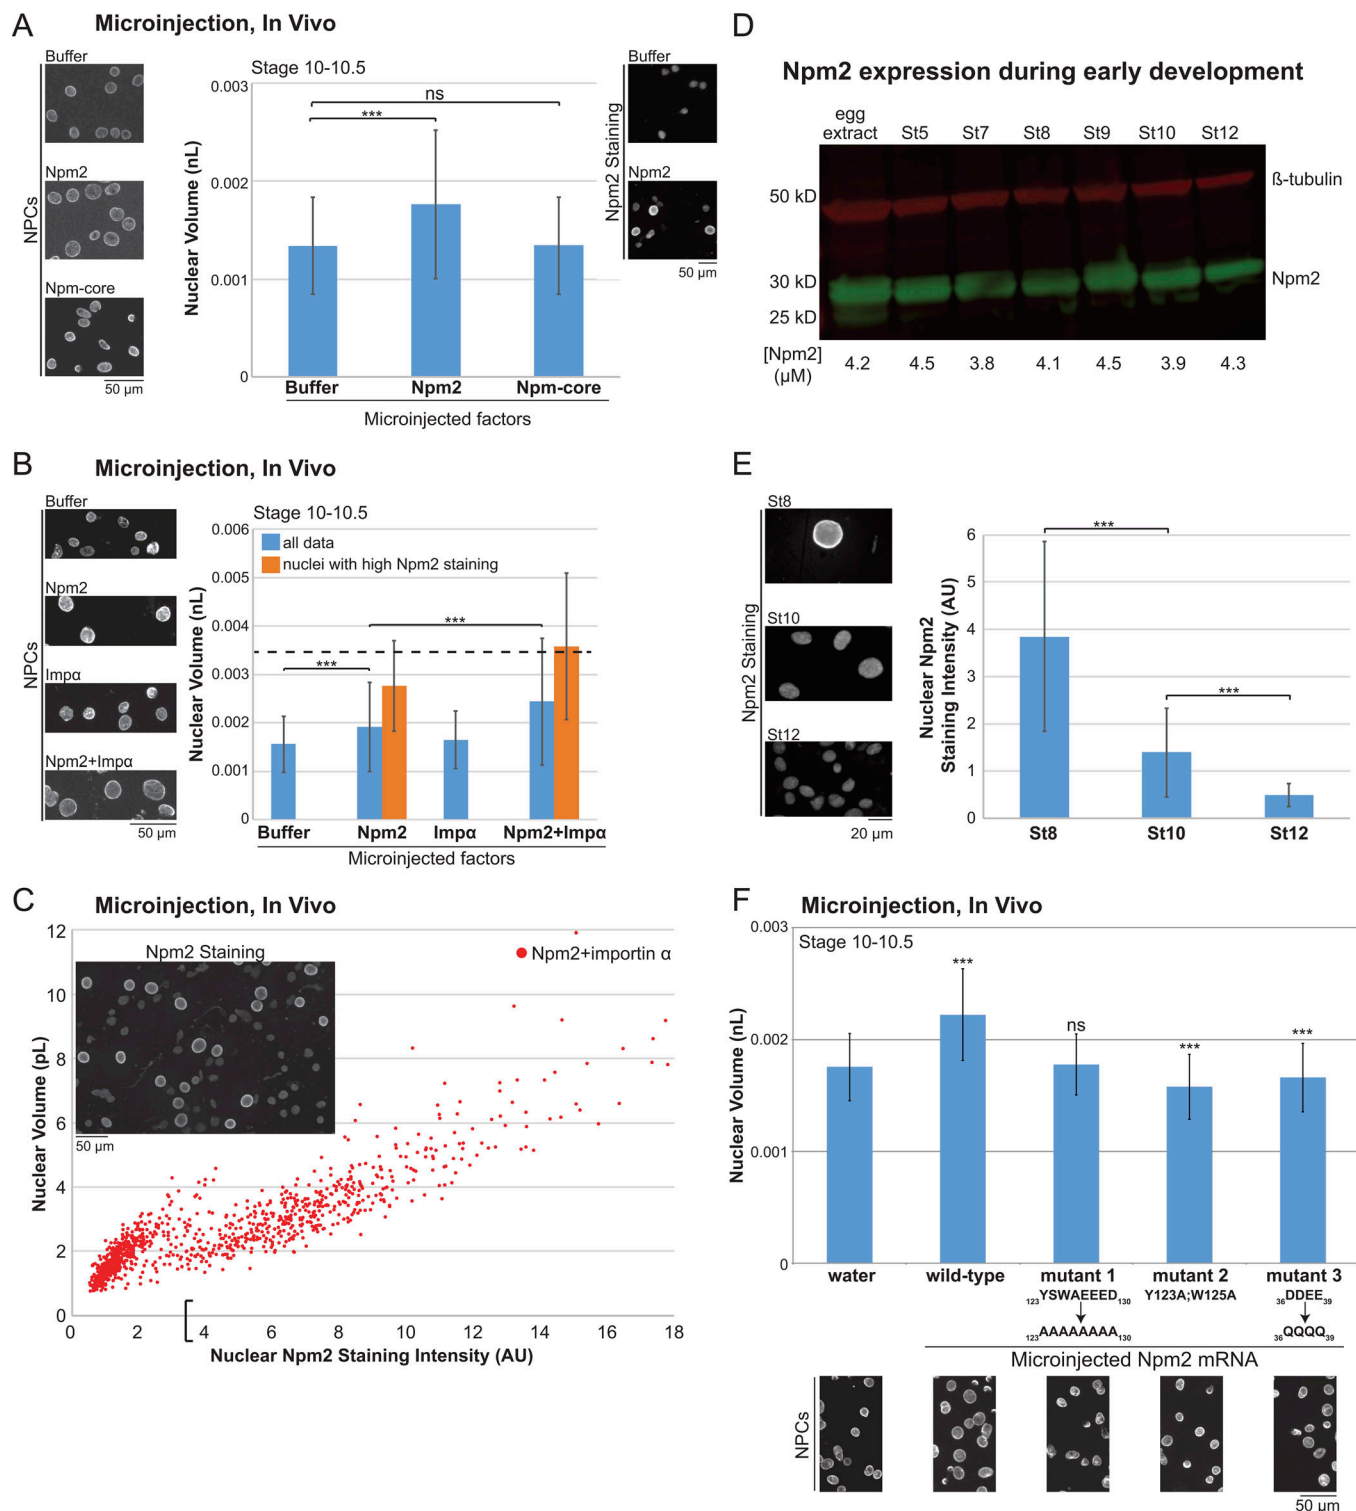 A
Microinjection, In Vivo
Buffer
Npm2
Npm-core
NPCs
50 µm
Stage 10-10.5
Nuclear Volume (nL)
0.003
0.002
0.001
0
ns
***
Buffer
Npm2
Npm-core
Microinjected factors
Buffer
Npm2
Npm2 Staining
50 µm
B
Microinjection, In Vivo
Buffer
Npm2
Impα
Npm2+Impα
NPCs
50 µm
Stage 10-10.5
all data
nuclei with high Npm2 staining
Nuclear Volume (nL)
0.006
0.005
0.004
0.003
0.002
0.001
0
***
***
Buffer
Npm2
Impα
Npm2+Impα
Microinjected factors
C
Microinjection, In Vivo
Npm2 Staining
50 µm
Npm2+importin α
Nuclear Volume (pL)
12
10
8
6
4
2
0
0 2 4 6 8 10 12 14 16 18
Nuclear Npm2 Staining Intensity (AU)
D
Npm2 expression during early development
egg extract
St5
St7
St8
St9
St10
St12
50 kD
30 kD
25 kD
ß-tubulin
Npm2
[Npm2] (µM)
4.2 4.5 3.8 4.1 4.5 3.9 4.3
E
St8
St10
St12
Npm2 Staining
20 µm
Nuclear Npm2
Staining Intensity (AU)
6
5
4
3
2
1
0
***
***
St8
St10
St12
F
Microinjection, In Vivo
Stage 10-10.5
Nuclear Volume (nL)
0.003
0.002
0.001
0
***
ns
***
***
water
wild-type
mutant 1
mutant 2
mutant 3
123YSWAEEED130
Y123A;W125A
36DDEE39
123AAAAAAAA130
36QQQQ39
Microinjected Npm2 mRNA
NPCs
50 µm